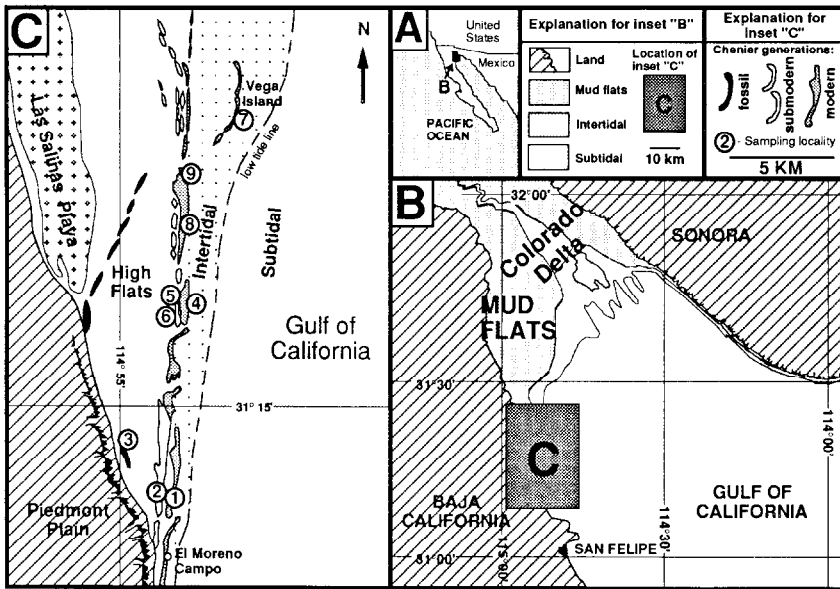 C
Las Salinas Playa
N
Vega
Island
7
low tide line
9
8
High
Flats
Intertidal
Subtidal
5
4
6
Gulf of
California
114° 55'
31° 15'
3
2
1
Piedmont
Plain
El Moreno
Campo
A
United
States
Mexico
B
PACIFIC
OCEAN
Explanation for inset "B"
Land
Mud flats
Intertidal
Subtidal
Location of
inset "C"
C
10 km
Explanation for
inset "C"
Chenier generations:
fossil
submodern
modern
2 - Sampling locality
5 KM
B
32° 00'
Colorado
Delta
SONORA
MUD
FLATS
31° 30'
114° 00'
C
BAJA
CALIFORNIA
GULF OF
CALIFORNIA
114° 30'
31° 00'
115° 00'
SAN FELIPE